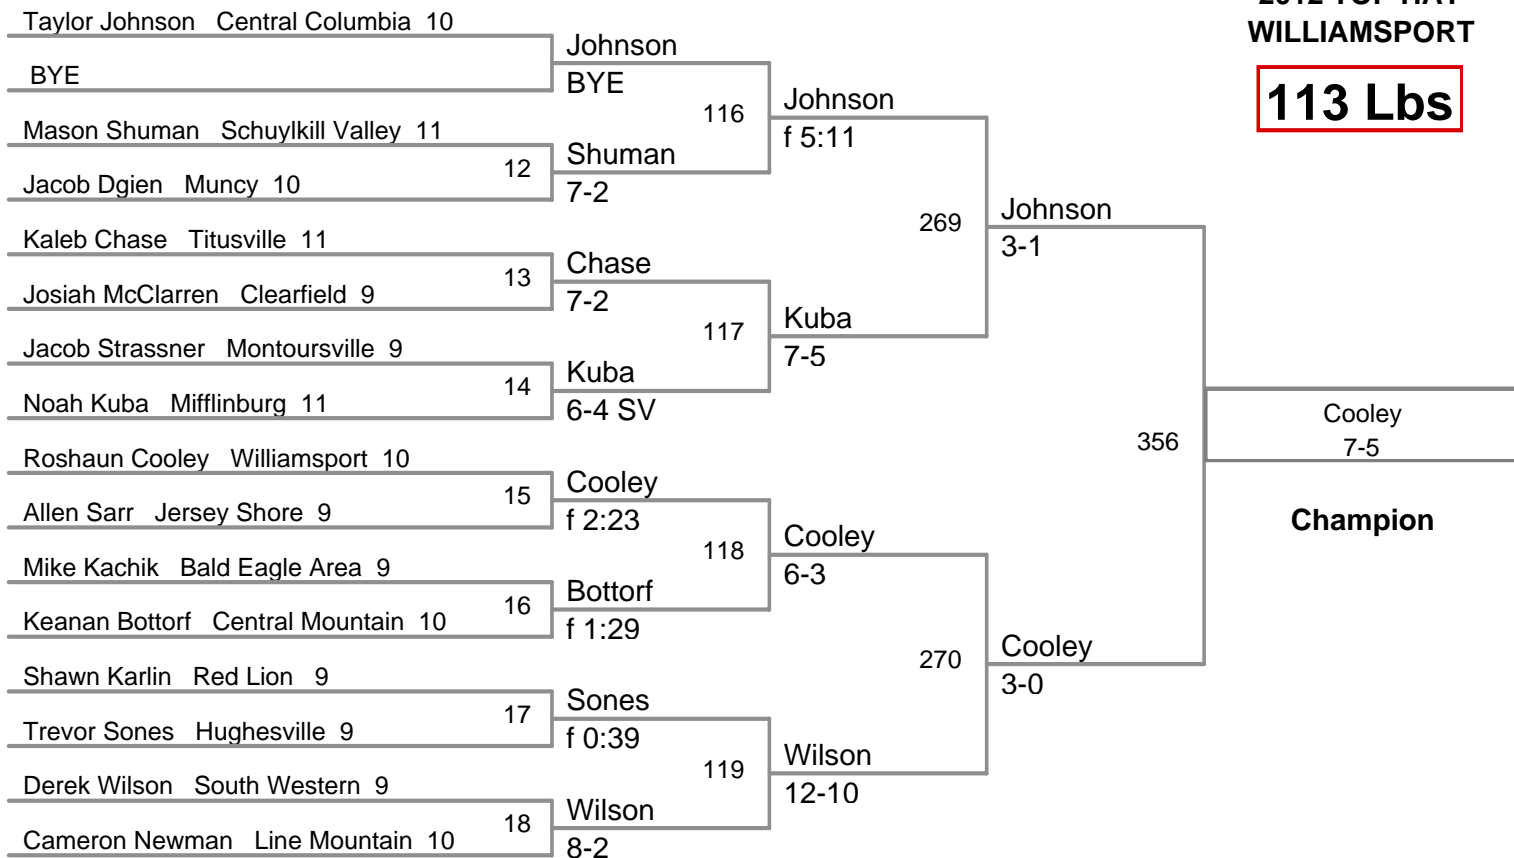 WILLIAMSPORT
113 Lbs
Taylor Johnson Central Columbia 10
BYE
Mason Shuman Schuylkill Valley 11
12
Jacob Dgien Muncy 10
Kaleb Chase Titusville 11
13
Josiah McClarren Clearfield 9
Jacob Strassner Montoursville 9
14
Noah Kuba Mifflinburg 11
Roshaun Cooley Williamsport 10
15
Allen Sarr Jersey Shore 9
Mike Kachik Bald Eagle Area 9
16
Keanan Bottorf Central Mountain 10
Shawn Karlin Red Lion 9
17
Trevor Sones Hughesville 9
Derek Wilson South Western 9
18
Cameron Newman Line Mountain 10
Johnson
BYE
116
Shuman
7-2
Chase
7-2
117
Kuba
6-4 SV
Cooley
f 2:23
118
Bottorf
f 1:29
Sones
f 0:39
119
Wilson
8-2
Johnson
f 5:11
269
Kuba
7-5
Cooley
6-3
270
Wilson
12-10
Johnson
3-1
356
Cooley
3-0
Cooley
7-5
Champion